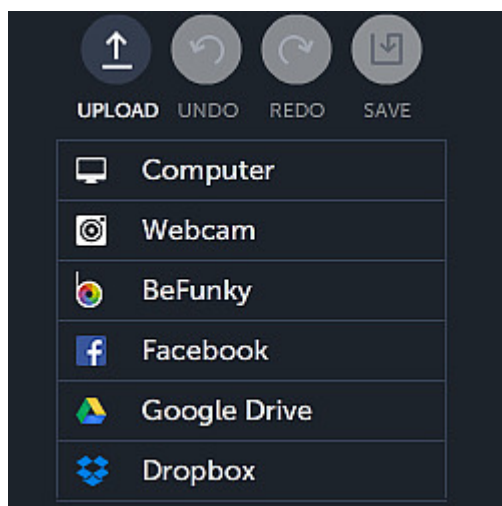 UPLOAD UNDO REDO SAVE
Computer
Webcam
BeFunky
Facebook
Google Drive
Dropbox